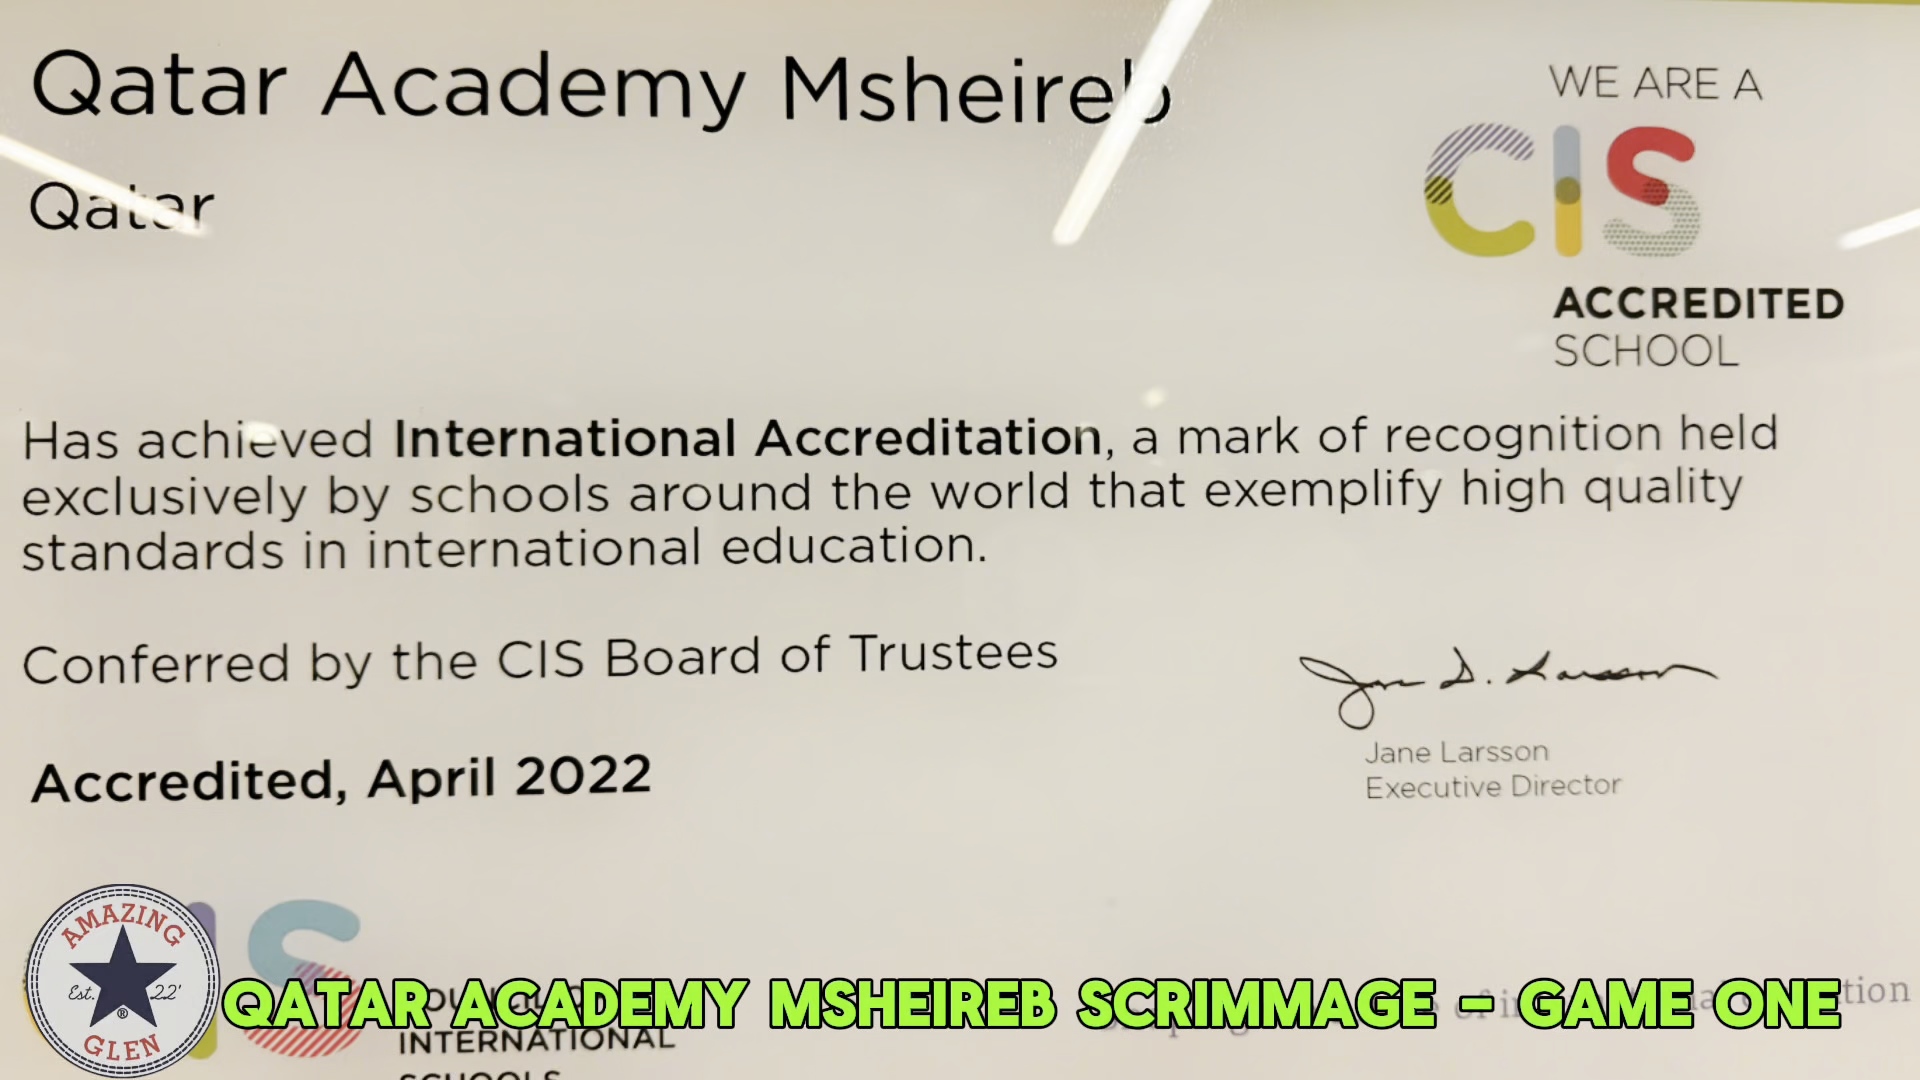 Qatar Academy Msheireb
Qatar
WE ARE A
CIS
ACCREDITED
SCHOOL
Has achieved International Accreditation, a mark of recognition held
exclusively by schools around the world that exemplify high quality
standards in international education.
Conferred by the CIS Board of Trustees
Jane Larsson
Executive Director
Accredited, April 2022
AMAZING
Est. 22'
®
GLEN
IS
INTERNATIONAL
SCHOOLS
QATAR ACADEMY MSHEIREB SCRIMMAGE - GAME ONE